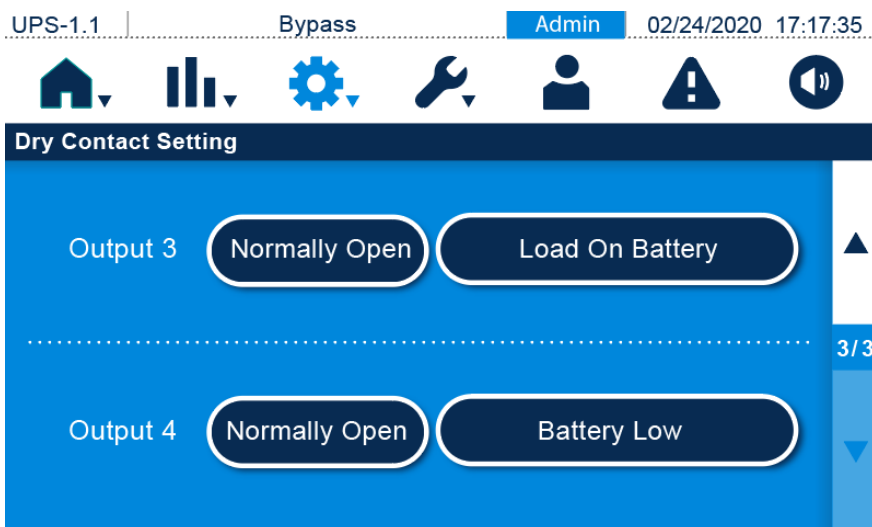 UPS-1.1 Bypass Admin 02/24/2020 17:17:35
Dry Contact Setting
Output 3 Normally Open Load On Battery
3/3
Output 4 Normally Open Battery Low